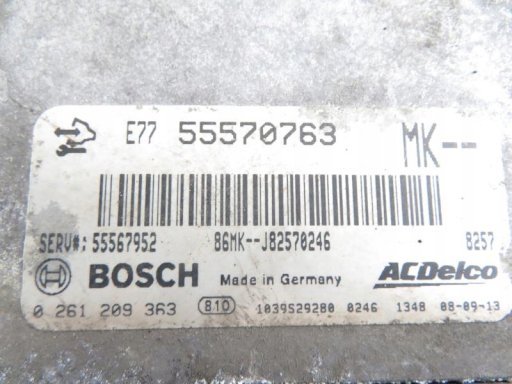 E77 55570763 MK--
SERV#: 55567952 86MK--J82570246 8257
BOSCH Made in Germany ACDelco
0 261 209 363 810 1039S29280 0246 1348 08-09-13